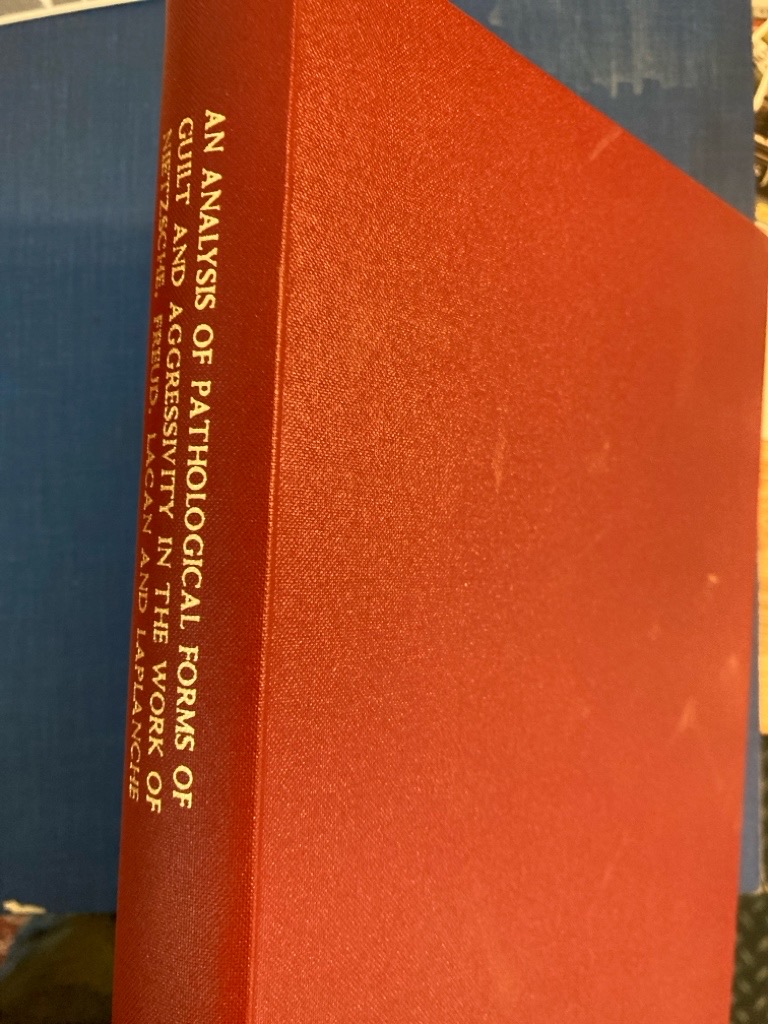 AN ANALYSIS OF PATHOLOGICAL FORMS OF
GUILT AND AGGRESSIVITY IN THE WORK OF
NIETZSCHE, FREUD, LACAN AND LAPLANCHE